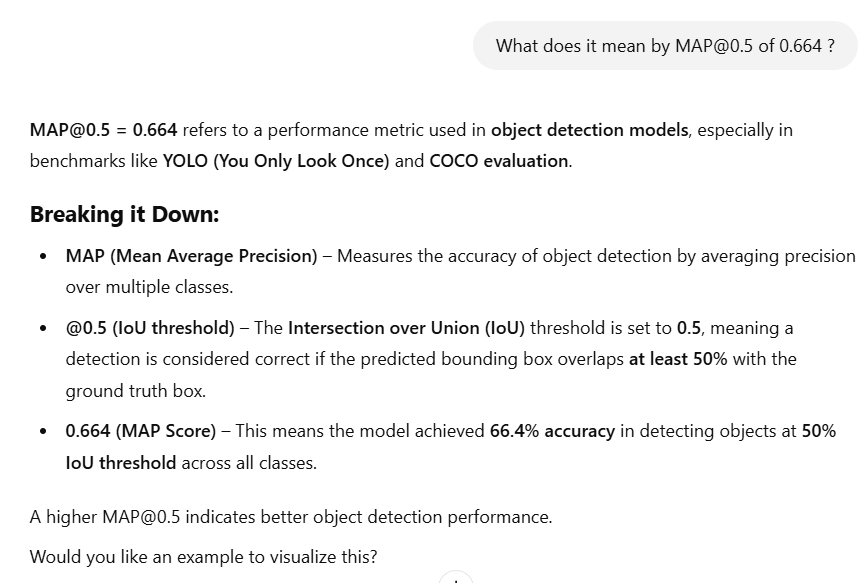 What does it mean by MAP@0.5 of 0.664 ?
MAP@0.5 = 0.664 refers to a performance metric used in object detection models, especially in
benchmarks like YOLO (You Only Look Once) and COCO evaluation.
Breaking it Down:
• MAP (Mean Average Precision) – Measures the accuracy of object detection by averaging precision
over multiple classes.
• @0.5 (IoU threshold) – The Intersection over Union (IoU) threshold is set to 0.5, meaning a
detection is considered correct if the predicted bounding box overlaps at least 50% with the
ground truth box.
• 0.664 (MAP Score) – This means the model achieved 66.4% accuracy in detecting objects at 50%
IoU threshold across all classes.
A higher MAP@0.5 indicates better object detection performance.
Would you like an example to visualize this?